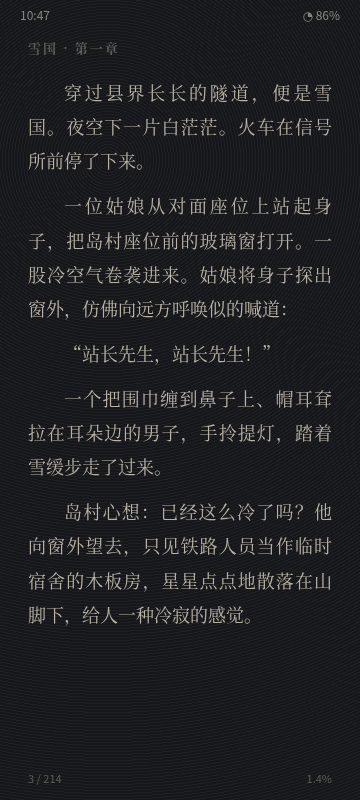 10:47
86%
雪国 · 第一章
穿过县界长长的隧道，便是雪
国。夜空下一片白茫茫。火车在信号
所前停了下来。
一位姑娘从对面座位上站起身
子，把岛村座位前的玻璃窗打开。一
股冷空气卷袭进来。姑娘将身子探出
窗外，仿佛向远方呼唤似的喊道：
“站长先生，站长先生！”
一个把围巾缠到鼻子上、帽耳耷
拉在耳朵边的男子，手拎提灯，踏着
雪缓步走了过来。
岛村心想：已经这么冷了吗？他
向窗外望去，只见铁路人员当作临时
宿舍的木板房，星星点点地散落在山
脚下，给人一种冷寂的感觉。
3 / 214
1.4%